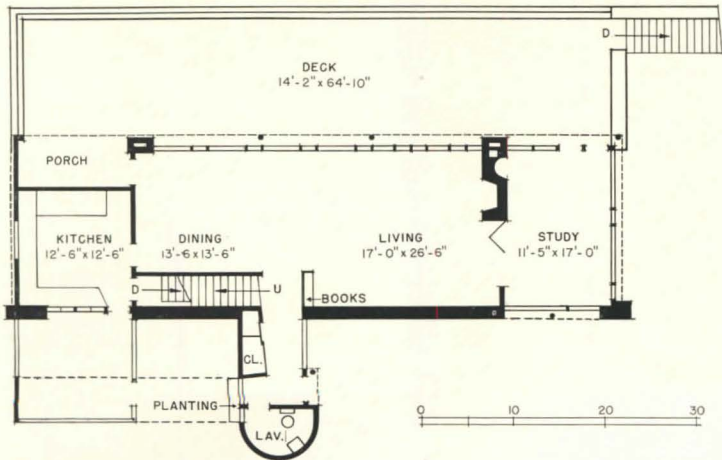 D
DECK
14'-2" x 64'-10"
PORCH
KITCHEN
12'-6" x 12'-6"
DINING
13'-6 x 13'-6"
LIVING
17'-0" x 26'-6"
STUDY
11'-5" x 17'-0"
D
U
BOOKS
CL.
PLANTING
LAV.
0 10 20 30